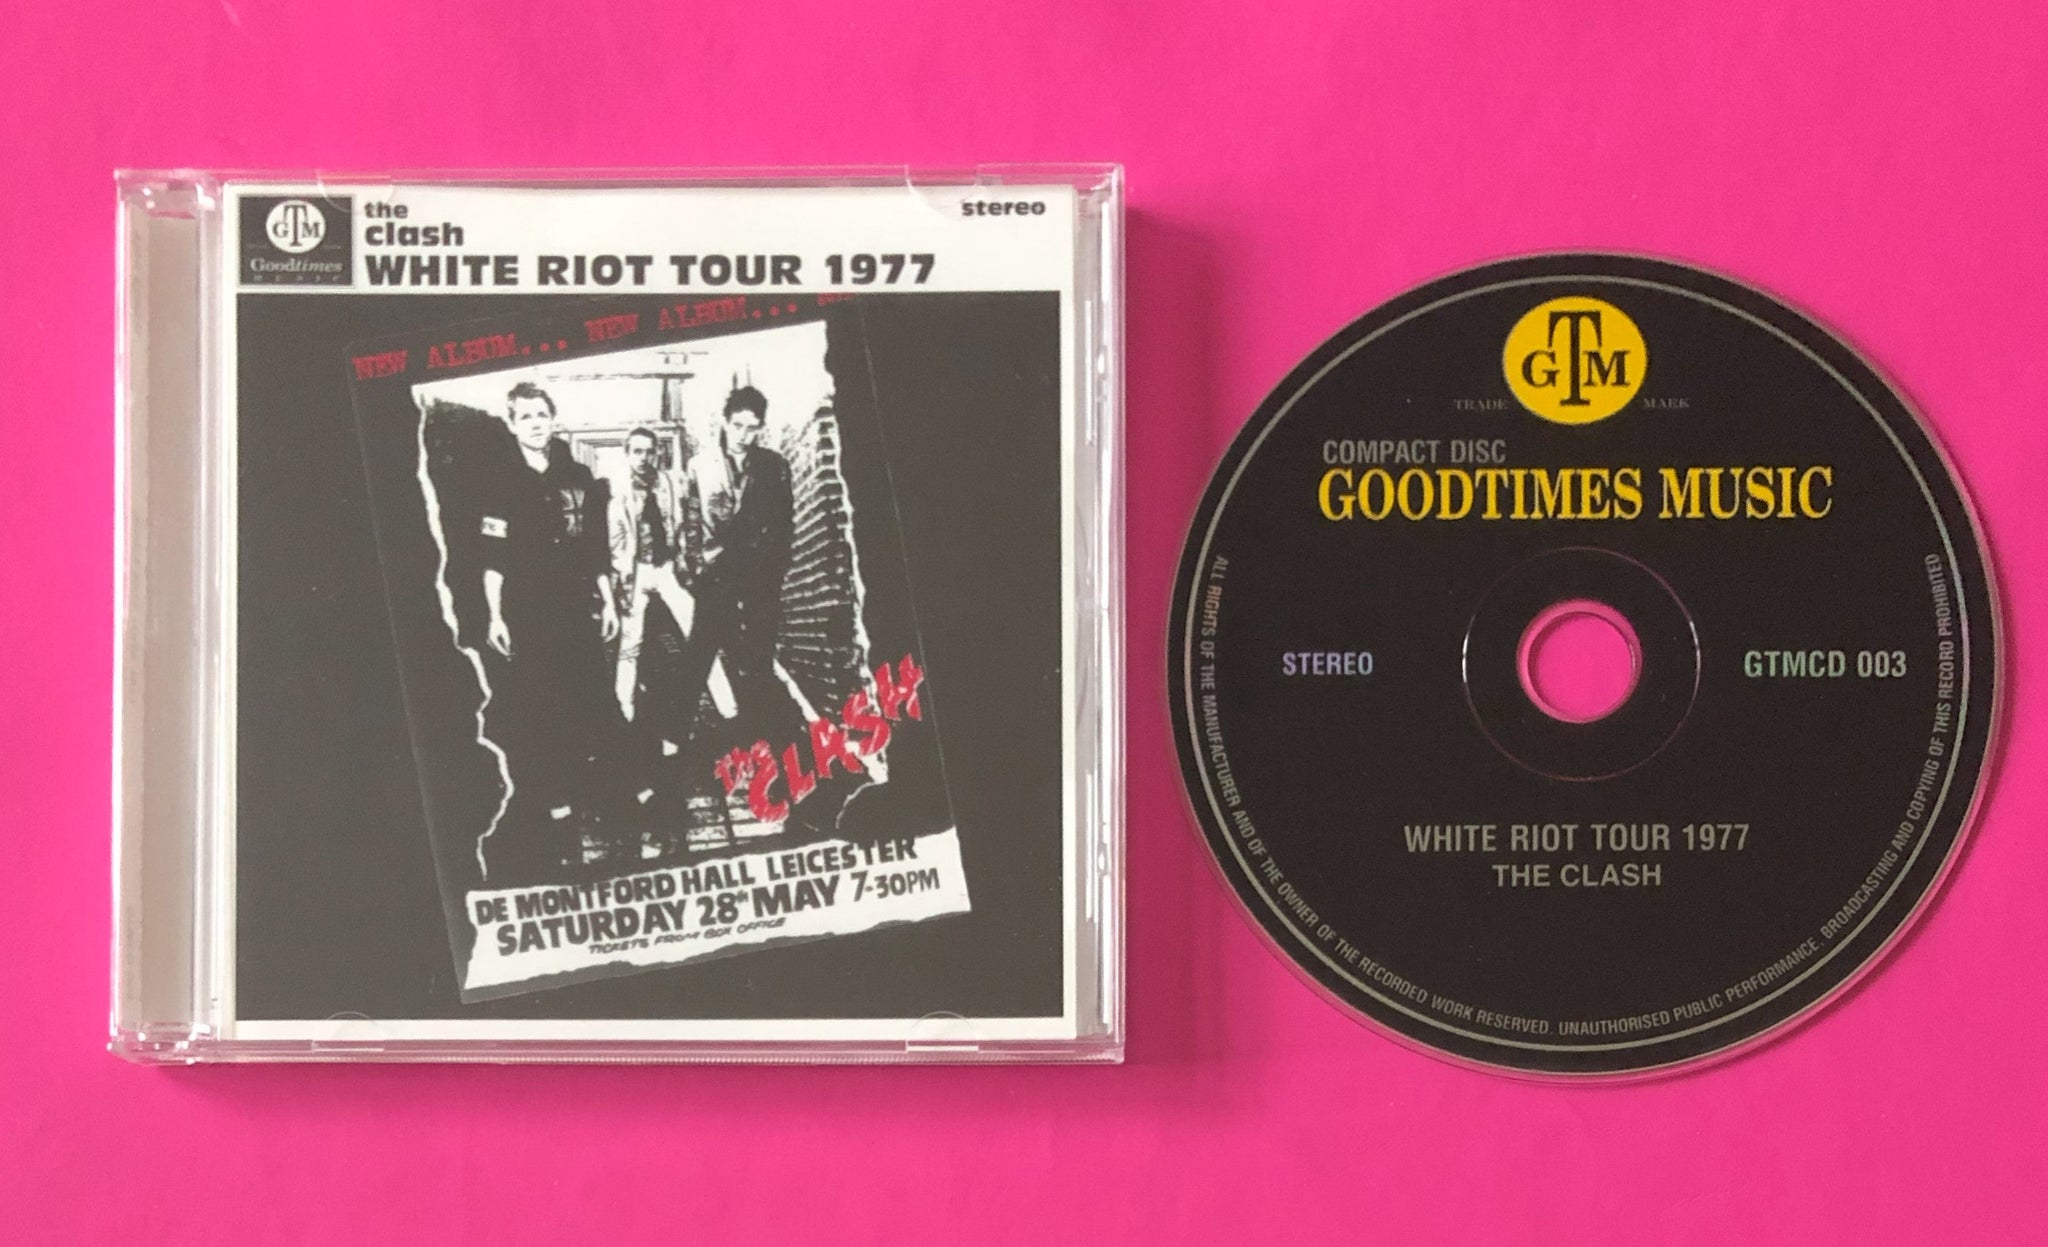 GTM
Goodtimes
MUSIC
the
clash
stereo
WHITE RIOT TOUR 1977
NEW ALBUM... NEW ALBUM...
the CLASH
DE MONTFORD HALL LEICESTER
SATURDAY 28th MAY 7-30PM
TICKETS FROM BOX OFFICE
GTM
TRADE MARK
COMPACT DISC
GOODTIMES MUSIC
STEREO
GTMCD 003
WHITE RIOT TOUR 1977
THE CLASH
ALL RIGHTS OF THE MANUFACTURER AND OF THE OWNER OF THE RECORDED WORK RESERVED. UNAUTHORISED PUBLIC PERFORMANCE. BROADCASTING AND COPYING OF THIS RECORD PROHIBITED